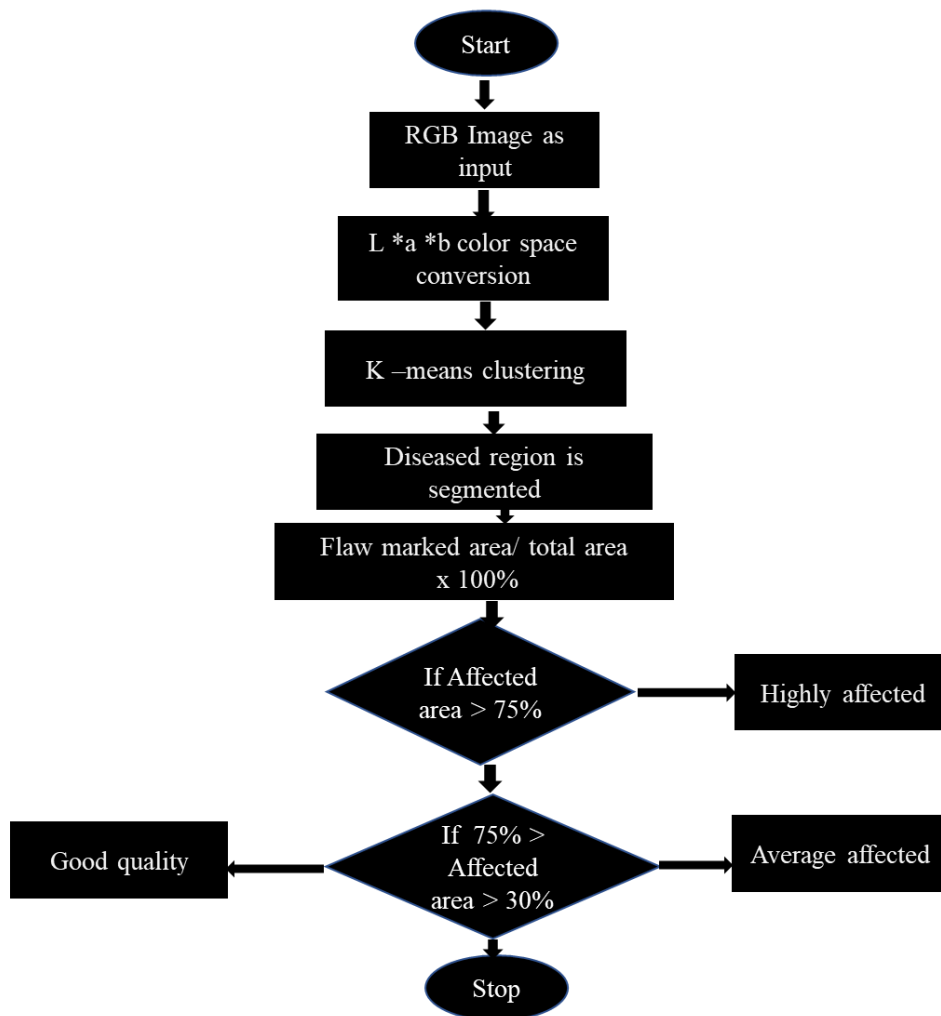 Start
RGB Image as
input
L *a *b color space
conversion
K –means clustering
Diseased region is
segmented
Flaw marked area/ total area
x 100%
If Affected
area > 75%
Highly affected
If 75% >
Affected
area > 30%
Good quality
Average affected
Stop